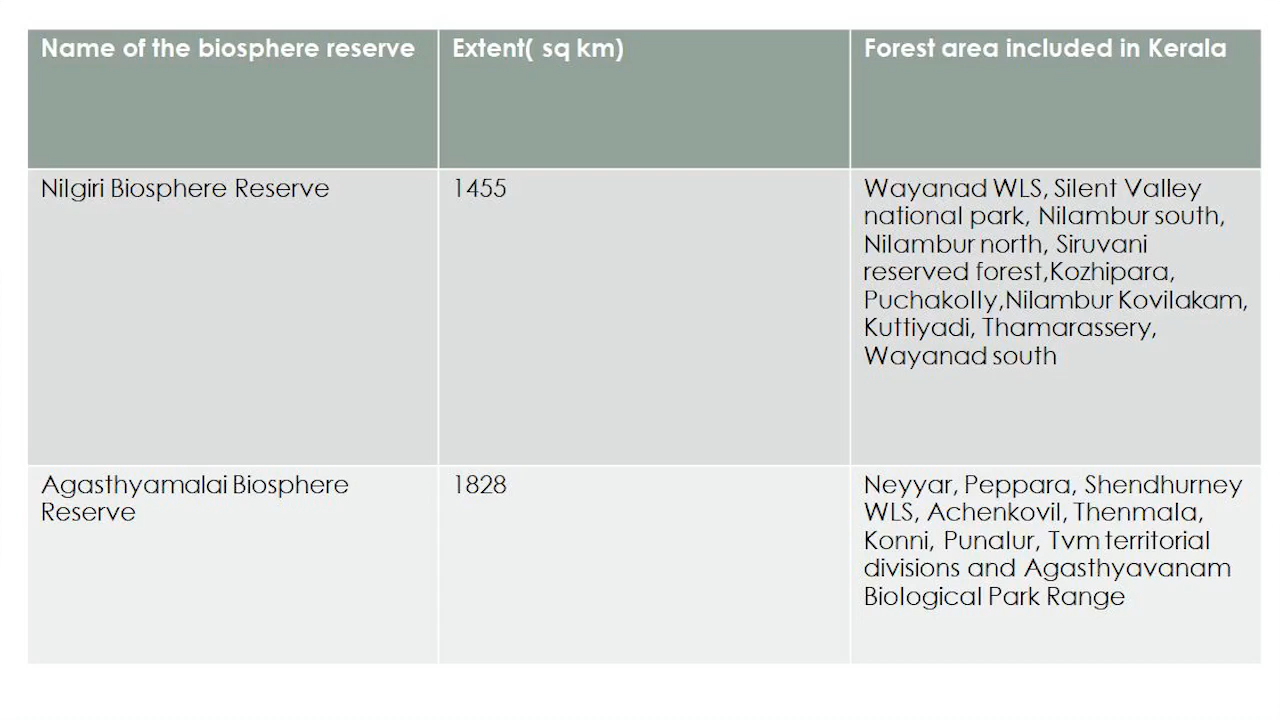 Name of the biosphere reserve
Extent( sq km)
Forest area included in Kerala
Nilgiri Biosphere Reserve
1455
Wayanad WLS, Silent Valley
national park, Nilambur south,
Nilambur north, Siruvani
reserved forest,Kozhipara,
Puchakolly,Nilambur Kovilakam,
Kuttiyadi, Thamarassery,
Wayanad south
Agasthyamalai Biosphere
Reserve
1828
Neyyar, Peppara, Shendhurney
WLS, Achenkovil, Thenmala,
Konni, Punalur, Tvm territorial
divisions and Agasthyavanam
Biological Park Range